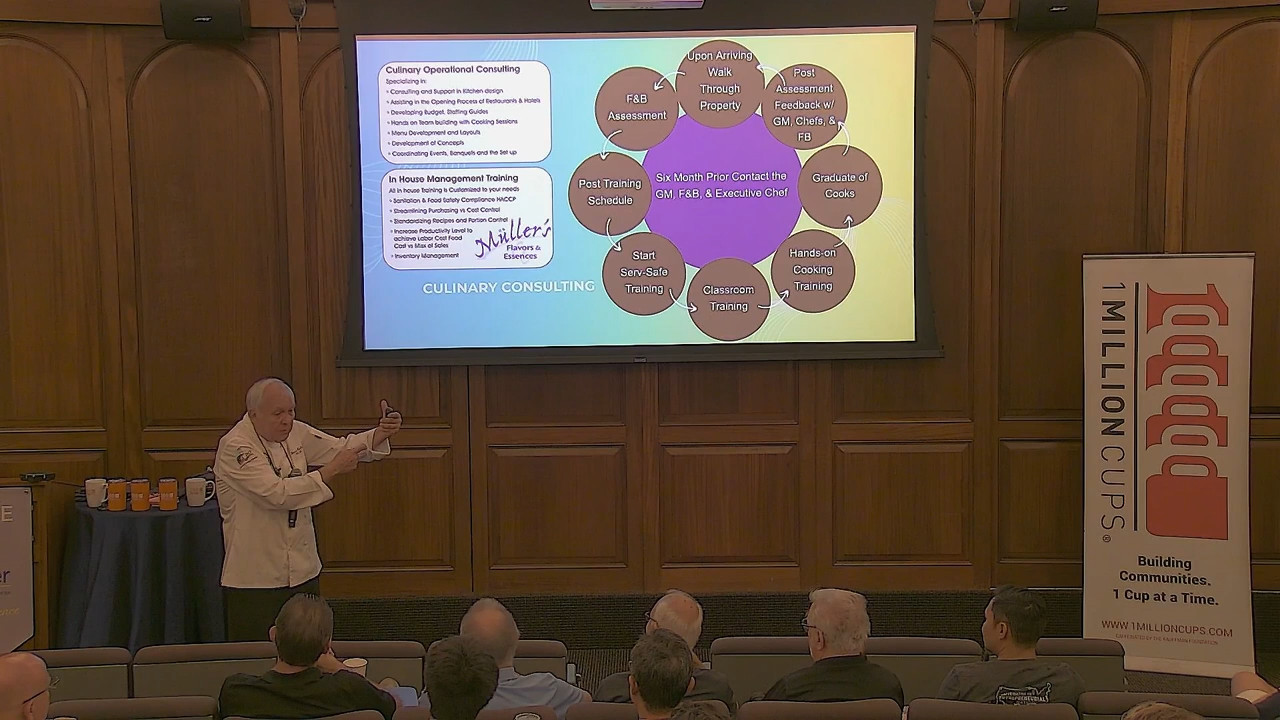 Culinary Operational Consulting
Specializing in:
• Consulting and Support in Kitchen design
• Assisting in the Opening Process of Restaurants & Hotels
• Developing Budget, Staffing Guides
• Hands on Team building with Cooking Sessions
• Menu Development and Layouts
• Development of Concepts
• Coordinating Events, Banquets and the Set up
In House Management Training
All in house Training is Customized to your needs
• Sanitation & Food Safety Compliance HACCP
• Streamlining Purchasing vs Cost Control
• Standardizing Recipes and Portion Control
• Increase Productivity Level to
achieve Labor Cost Food
Cost vs Max of Sales
• Inventory Management
Müller's
Flavors &
Essences
CULINARY CONSULTING
Upon Arriving
Walk
Through
Property
Post
Assessment
Feedback w/
GM, Chefs, &
FB
F&B
Assessment
Six Month Prior Contact the
GM, F&B, & Executive Chef
Graduate of
Cooks
Post Training
Schedule
Start
Serv-Safe
Training
Classroom
Training
Hands-on
Cooking
Training
1 MILLION CUPS®
Building
Communities.
1 Cup at a Time.
WWW.1MILLIONCUPS.COM